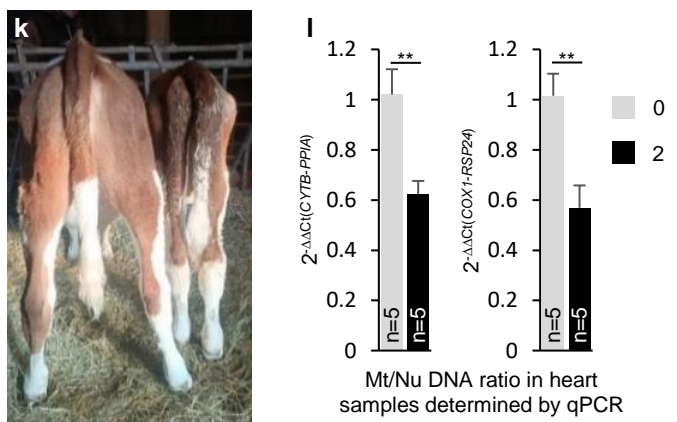 k
l
1.2
1
0.8
0.6
0.4
0.2
0
2-ΔΔCt(CYTB-PPIA)
**
n=5
n=5
1.2
1
0.8
0.6
0.4
0.2
0
2-ΔΔCt(COX1-RSP24)
**
n=5
n=5
0
2
Mt/Nu DNA ratio in heart
samples determined by qPCR